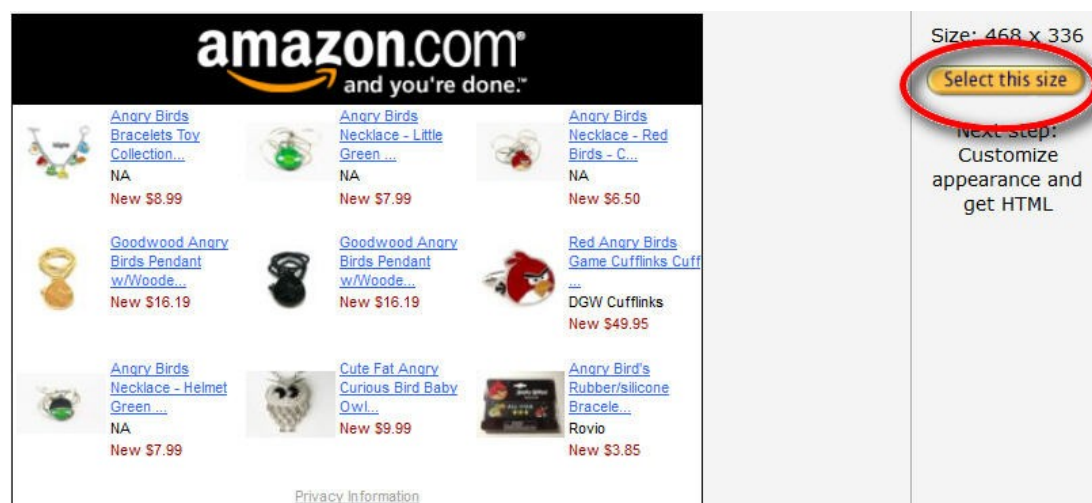 amazon.com®
and you're done.™
Angry Birds
Bracelets Toy
Collection...
NA
New $8.99
Angry Birds
Necklace - Little
Green ...
NA
New $7.99
Angry Birds
Necklace - Red
Birds - C...
NA
New $6.50
Goodwood Angry
Birds Pendant
w/Woode...
New $16.19
Goodwood Angry
Birds Pendant
w/Woode...
New $16.19
Red Angry Birds
Game Cufflinks Cuff
...
DGW Cufflinks
New $49.95
Angry Birds
Necklace - Helmet
Green ...
NA
New $7.99
Cute Fat Angry
Curious Bird Baby
Owl...
New $9.99
Angry Bird's
Rubber/silicone
Bracele...
Rovio
New $3.85
Privacy Information
Size: 468 x 336
Select this size
Next step:
Customize
appearance and
get HTML